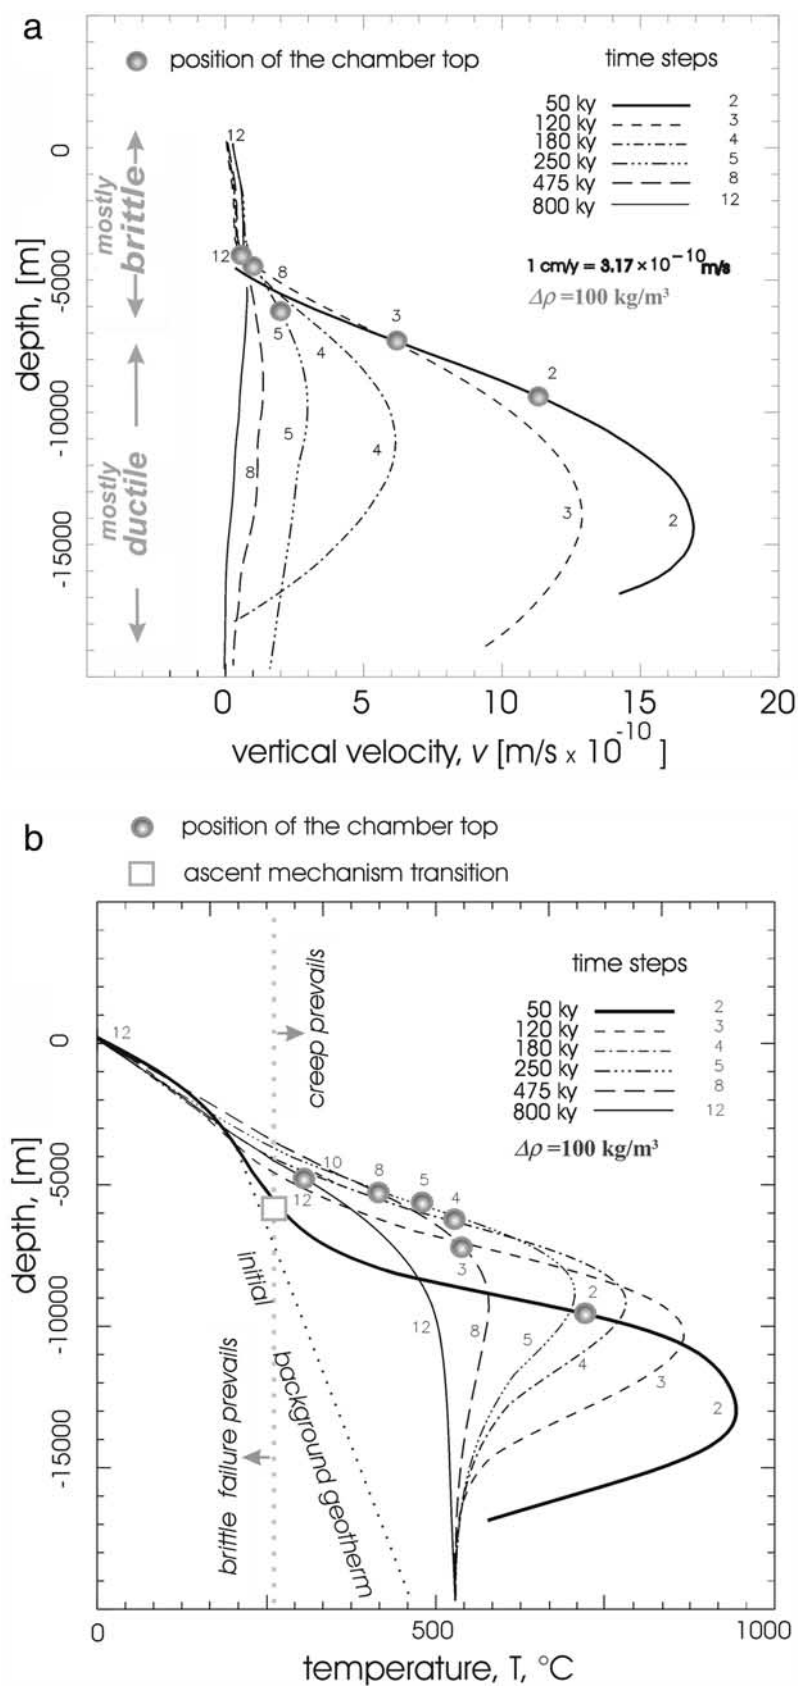 a
position of the chamber top
time steps
50 ky 2
120 ky 3
180 ky 4
250 ky 5
475 ky 8
800 ky 12
1 cm/y = 3.17 × 10⁻¹⁰ m/s
Δρ =100 kg/m³
mostly
brittle
mostly
ductile
depth, [m]
0
-5000
-10000
-15000
12
12
8
3
5
4
2
5
4
8
3
2
0 5 10 15 20
vertical velocity, v [m/s x 10⁻¹⁰ ]
b
position of the chamber top
ascent mechanism transition
time steps
50 ky 2
120 ky 3
180 ky 4
250 ky 5
475 ky 8
800 ky 12
Δρ =100 kg/m³
creep prevails
brittle failure prevails
initial
background geotherm
depth, [m]
0
-5000
-10000
-15000
12
10
8
5
4
12
3
2
12
8
5
4
3
2
0 500 1000
temperature, T, °C